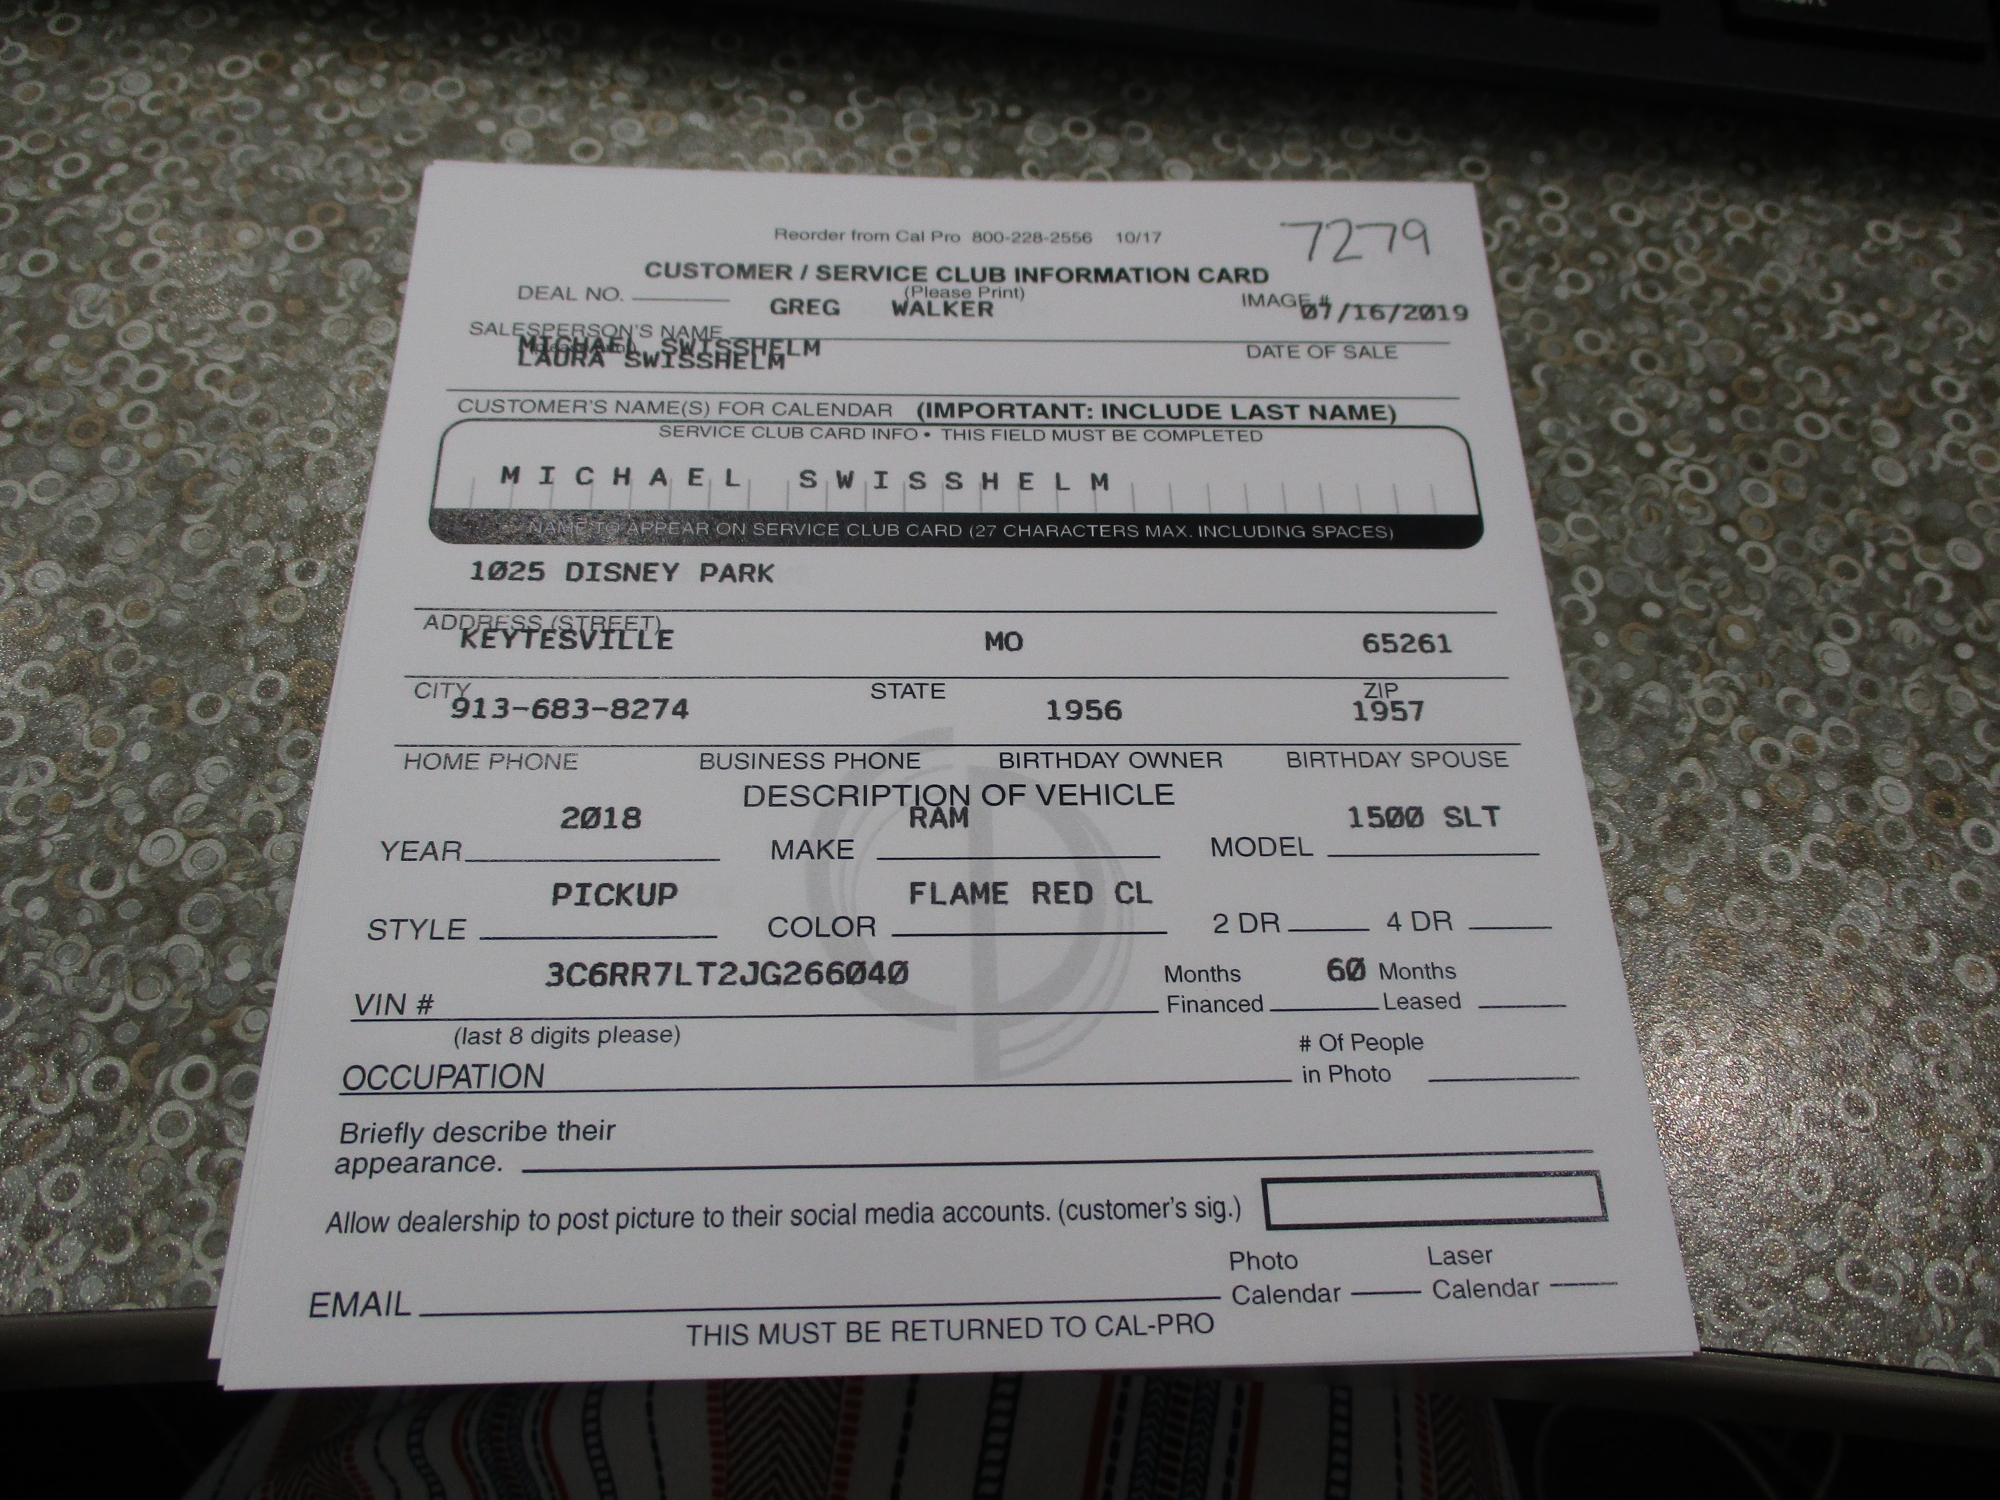 7279
Reorder from Cal Pro 800-228-2556 10/17
CUSTOMER / SERVICE CLUB INFORMATION CARD
(Please Print)
DEAL NO.
IMAGE #
GREG WALKER
07/16/2019
SALESPERSON'S NAME
DATE OF SALE
MICHAEL SWISSHELM
LAURA SWISSHELM
CUSTOMER'S NAME(S) FOR CALENDAR (IMPORTANT: INCLUDE LAST NAME)
SERVICE CLUB CARD INFO • THIS FIELD MUST BE COMPLETED
MICHAEL SWISSHELM
NAME TO APPEAR ON SERVICE CLUB CARD (27 CHARACTERS MAX. INCLUDING SPACES)
1025 DISNEY PARK
ADDRESS (STREET)
KEYTESVILLE MO 65261
CITY STATE ZIP
913-683-8274 1956 1957
HOME PHONE BUSINESS PHONE BIRTHDAY OWNER BIRTHDAY SPOUSE
DESCRIPTION OF VEHICLE
2018 RAM 1500 SLT
YEAR MAKE MODEL
PICKUP FLAME RED CL
STYLE COLOR 2 DR 4 DR
3C6RR7LT2JG266040 Months 60 Months
VIN # Financed Leased
(last 8 digits please)
# Of People
OCCUPATION in Photo
Briefly describe their
appearance.
Allow dealership to post picture to their social media accounts. (customer's sig.)
Photo Laser
EMAIL Calendar Calendar
THIS MUST BE RETURNED TO CAL-PRO